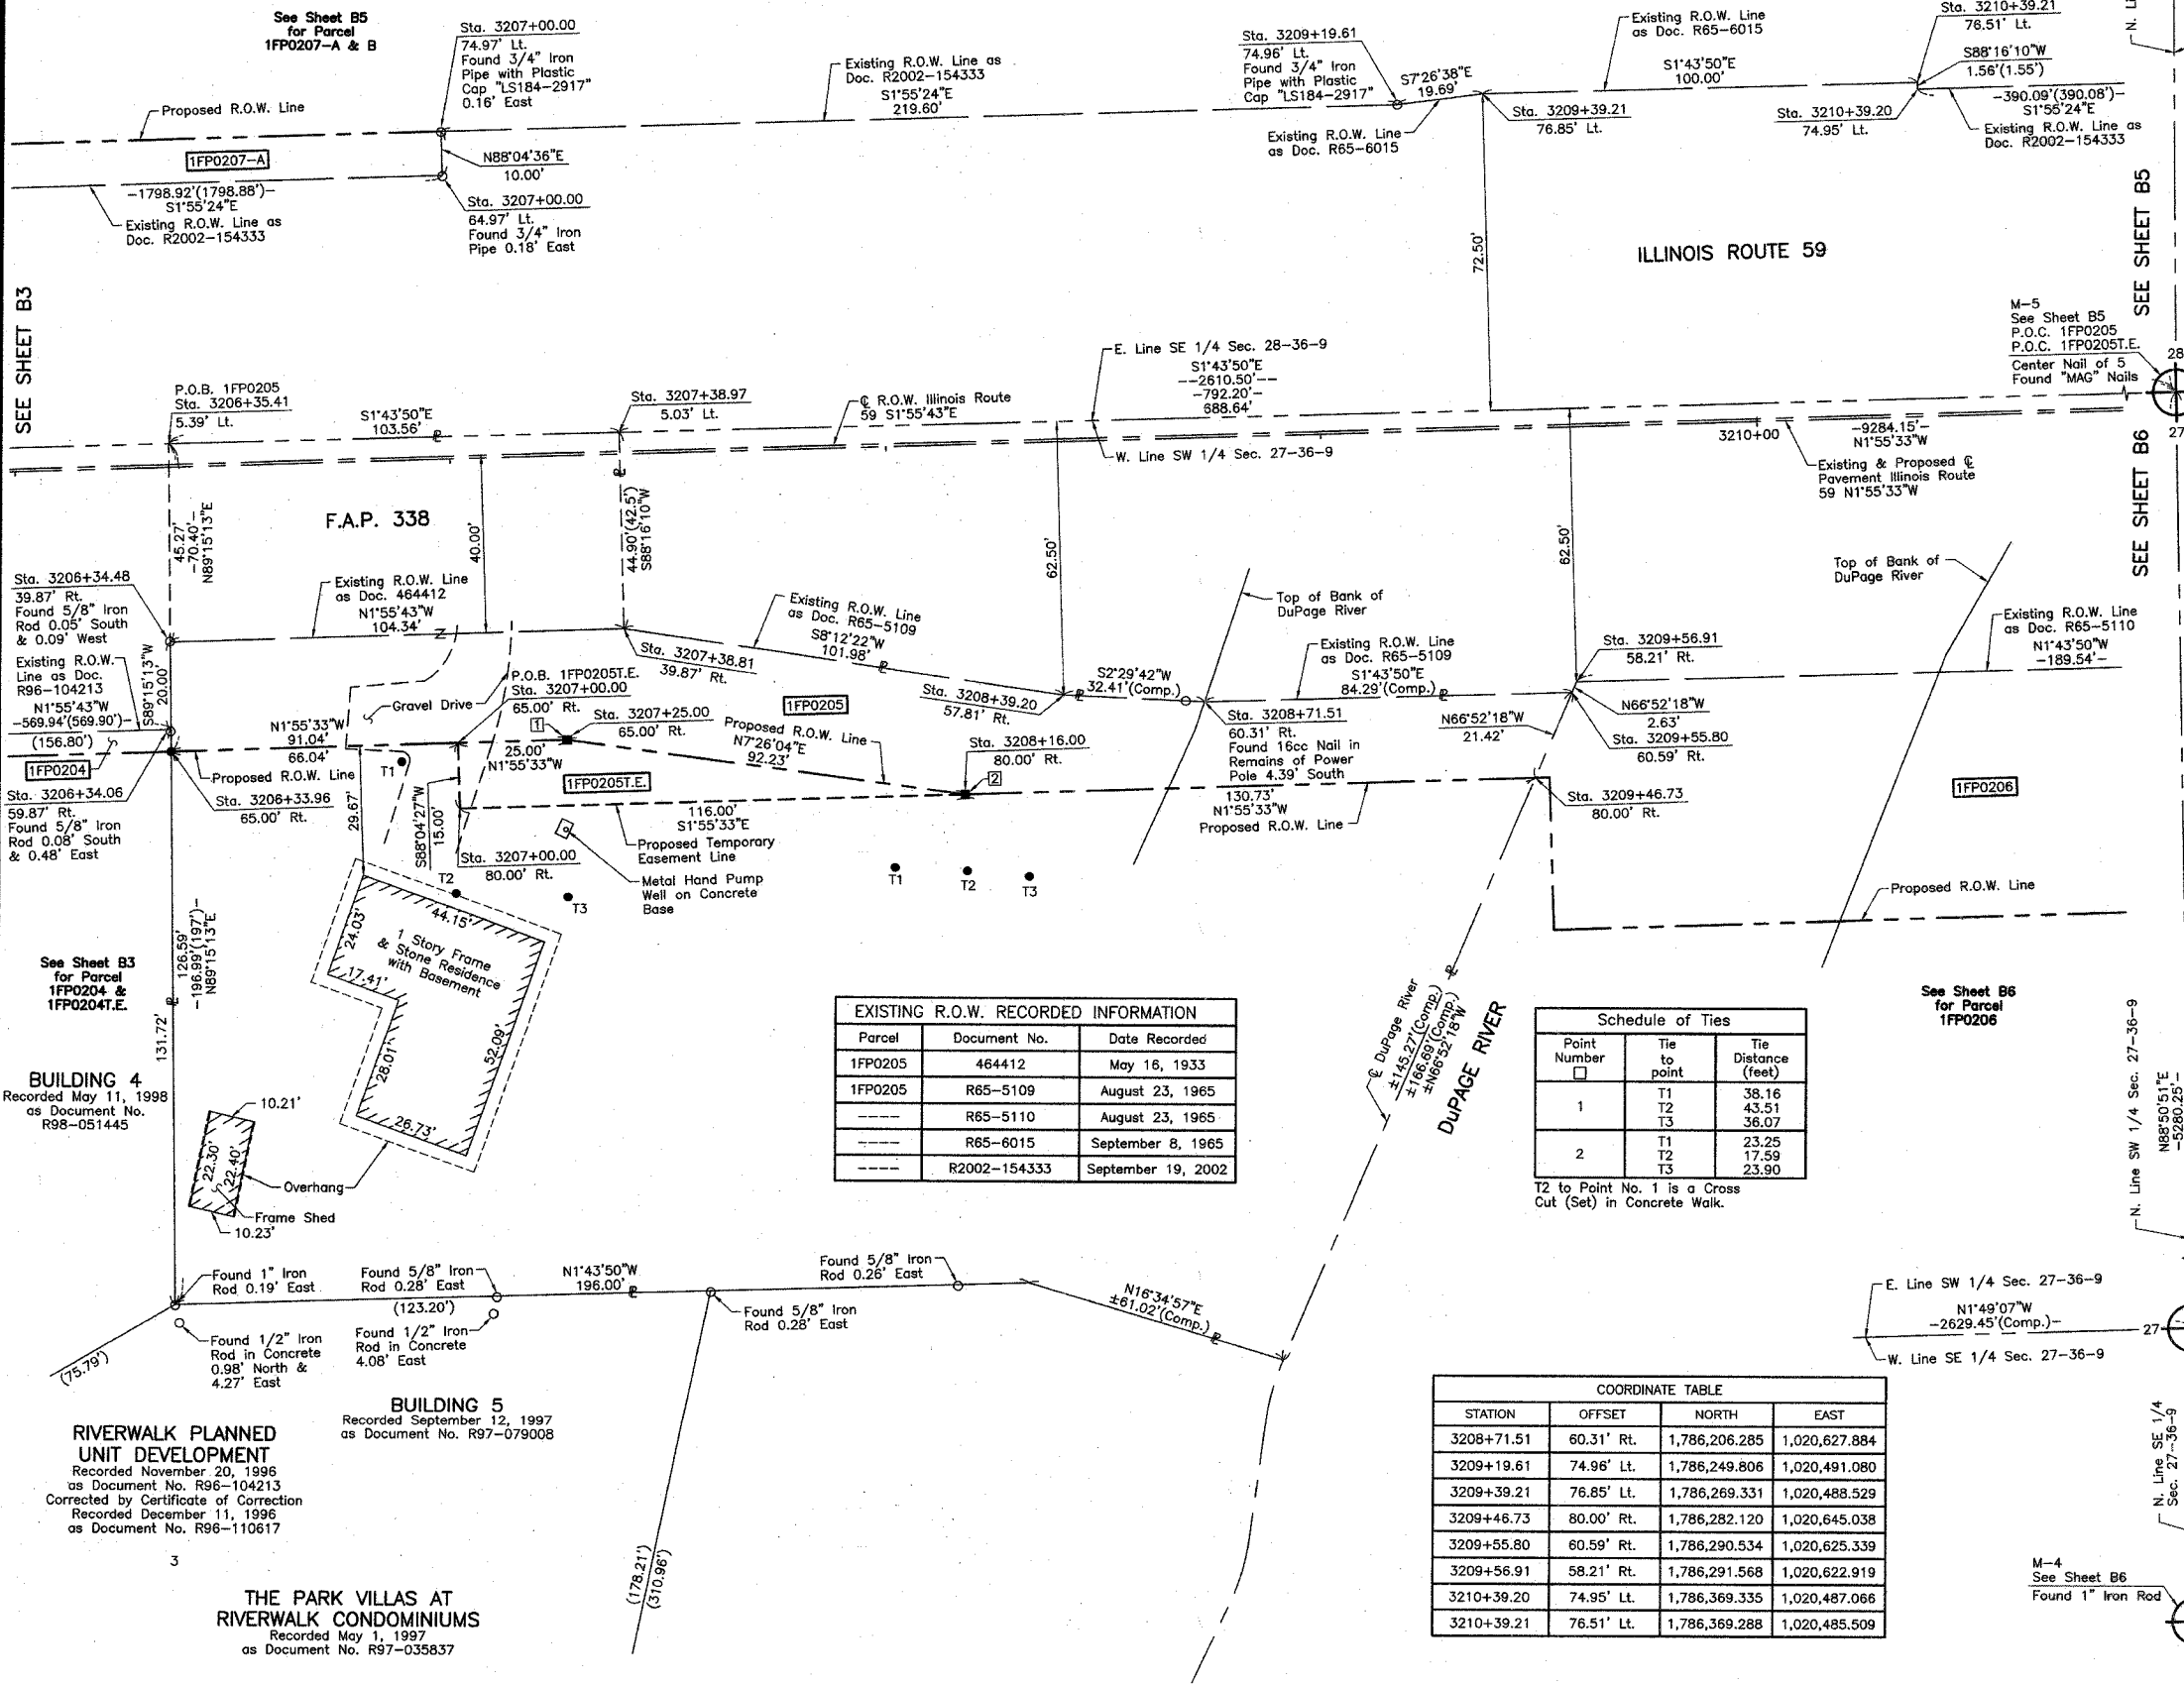 See Sheet B5
for Parcel
1FP0207-A & B
Sta. 3207+00.00
74.97' Lt.
Found 3/4" Iron
Pipe with Plastic
Cap "LS184-2917"
0.16' East
Proposed R.O.W. Line
1FP0207-A
-1798.92'(1798.88')-
S1°55'24"E
Existing R.O.W. Line as
Doc. R2002-154333
N88°04'36"E
10.00'
Sta. 3207+00.00
64.97' Lt.
Found 3/4" Iron
Pipe 0.18' East
Existing R.O.W. Line as
Doc. R2002-154333
S1°55'24"E
219.60'
Sta. 3209+19.61
74.96' Lt.
Found 3/4" Iron
Pipe with Plastic
Cap "LS184-2917"
S7°26'38"E
19.69'
Existing R.O.W. Line
as Doc. R65-6015
Existing R.O.W. Line
as Doc. R65-6015
S1°43'50"E
100.00'
Sta. 3209+39.21
76.85' Lt.
Sta. 3210+39.21
76.51' Lt.
S88°16'10"W
1.56'(1.55')
Sta. 3210+39.20
74.95' Lt.
-390.09'(390.08')-
S1°55'24"E
Existing R.O.W. Line as
Doc. R2002-154333
SEE SHEET B5
72.50'
ILLINOIS ROUTE 59
M-5
See Sheet B5
P.O.C. 1FP0205
P.O.C. 1FP0205T.E.
Center Nail of 5
Found "MAG" Nails
28
27
SEE SHEET B3
P.O.B. 1FP0205
Sta. 3206+35.41
5.39' Lt.
S1°43'50"E
103.56'
Sta. 3207+38.97
5.03' Lt.
℄ R.O.W. Illinois Route
59 S1°55'43"E
E. Line SE 1/4 Sec. 28-36-9
S1°43'50"E
--2610.50'--
-792.20'-
688.64'
W. Line SW 1/4 Sec. 27-36-9
3210+00
-9284.15'-
N1°55'33"W
Existing & Proposed ℄
Pavement Illinois Route
59 N1°55'33"W
SEE SHEET B6
45.27'
-70.40'-
N89°15'13"E
F.A.P. 338
40.00'
44.90'(42.5')
S88°16'10"W
62.50'
62.50'
Sta. 3206+34.48
39.87' Rt.
Found 5/8" Iron
Rod 0.05' South
& 0.09' West
Existing R.O.W. Line
as Doc. 464412
N1°55'43"W
104.34'
Existing R.O.W.
Line as Doc.
R96-104213
N1°55'43"W
-569.94'(569.90')-
(156.80')
S89°15'13"W
20.00'
1FP0204
Sta. 3206+34.06
59.87' Rt.
Found 5/8" Iron
Rod 0.08' South
& 0.48' East
N1°55'33"W
91.04'
66.04'
Proposed R.O.W. Line
Sta. 3206+33.96
65.00' Rt.
Gravel Drive
T1
29.67'
P.O.B. 1FP0205T.E.
Sta. 3207+00.00
65.00' Rt.
Sta. 3207+38.81
39.87' Rt.
1
Sta. 3207+25.00
65.00' Rt.
25.00'
N1°55'33"W
Existing R.O.W. Line
as Doc. R65-5109
S8°12'22"W
101.98'
1FP0205
Proposed R.O.W. Line
N7°26'04"E
92.23'
1FP0205T.E.
Sta. 3208+39.20
57.81' Rt.
S2°29'42"W
32.41'(Comp.)
Sta. 3208+16.00
80.00' Rt.
2
Top of Bank of
DuPage River
Existing R.O.W. Line
as Doc. R65-5109
S1°43'50"E
84.29'(Comp.)
Sta. 3208+71.51
60.31' Rt.
Found 16cc Nail in
Remains of Power
Pole 4.39' South
130.73'
N1°55'33"W
Proposed R.O.W. Line
N66°52'18"W
21.42'
Sta. 3209+56.91
58.21' Rt.
N66°52'18"W
2.63'
Sta. 3209+55.80
60.59' Rt.
Sta. 3209+46.73
80.00' Rt.
Top of Bank of
DuPage River
Existing R.O.W. Line
as Doc. R65-5110
N1°43'50"W
-189.54'-
1FP0206
Proposed R.O.W. Line
S88°04'27"W
15.00'
116.00'
S1°55'33"E
Proposed Temporary
Easement Line
Sta. 3207+00.00
80.00' Rt.
Metal Hand Pump
Well on Concrete
Base
T2
T3
T1
T2
T3
44.15'
24.03'
17.41'
28.01'
26.73'
52.09'
1 Story Frame
& Stone Residence
with Basement
126.59'
-196.99'(197')-
N89°15'13"E
131.72'
See Sheet B3
for Parcel
1FP0204 &
1FP0204T.E.
BUILDING 4
Recorded May 11, 1998
as Document No.
R98-051445
10.21'
22.30'
22.40'
10.23'
Overhang
Frame Shed
EXISTING R.O.W. RECORDED INFORMATION
Parcel Document No. Date Recorded
1FP0205 464412 May 16, 1933
1FP0205 R65-5109 August 23, 1965
---- R65-5110 August 23, 1965
---- R65-6015 September 8, 1965
---- R2002-154333 September 19, 2002
℄ DuPage River
±145.27'(Comp.)
±166.69'(Comp.)
±N66°52'18"W
DuPAGE RIVER
Schedule of Ties
Point Number Tie to point Tie Distance (feet)
1 T1 38.16
T2 43.51
T3 36.07
2 T1 23.25
T2 17.59
T3 23.90
T2 to Point No. 1 is a Cross
Cut (Set) in Concrete Walk.
See Sheet B6
for Parcel
1FP0206
N. Line SW 1/4 Sec. 27-36-9
N88°50'51"E
-5280.25'-
Found 1" Iron
Rod 0.19' East
Found 5/8" Iron
Rod 0.28' East
(123.20')
N1°43'50"W
196.00'
Found 5/8" Iron
Rod 0.26' East
Found 5/8" Iron
Rod 0.28' East
N16°34'57"E
±61.02'(Comp.)
Found 1/2" Iron
Rod in Concrete
0.98' North &
4.27' East
Found 1/2" Iron
Rod in Concrete
4.08' East
(75.79')
E. Line SW 1/4 Sec. 27-36-9
N1°49'07"W
-2629.45'(Comp.)-
27
W. Line SE 1/4 Sec. 27-36-9
BUILDING 5
Recorded September 12, 1997
as Document No. R97-079008
RIVERWALK PLANNED
UNIT DEVELOPMENT
Recorded November 20, 1996
as Document No. R96-104213
Corrected by Certificate of Correction
Recorded December 11, 1996
as Document No. R96-110617
3
THE PARK VILLAS AT
RIVERWALK CONDOMINIUMS
Recorded May 1, 1997
as Document No. R97-035837
(178.21')
(310.96')
COORDINATE TABLE
STATION OFFSET NORTH EAST
3208+71.51 60.31' Rt. 1,786,206.285 1,020,627.884
3209+19.61 74.96' Lt. 1,786,249.806 1,020,491.080
3209+39.21 76.85' Lt. 1,786,269.331 1,020,488.529
3209+46.73 80.00' Rt. 1,786,282.120 1,020,645.038
3209+55.80 60.59' Rt. 1,786,290.534 1,020,625.339
3209+56.91 58.21' Rt. 1,786,291.568 1,020,622.919
3210+39.20 74.95' Lt. 1,786,369.335 1,020,487.066
3210+39.21 76.51' Lt. 1,786,369.288 1,020,485.509
N. Line SE 1/4
Sec. 27-36-9
M-4
See Sheet B6
Found 1" Iron Rod